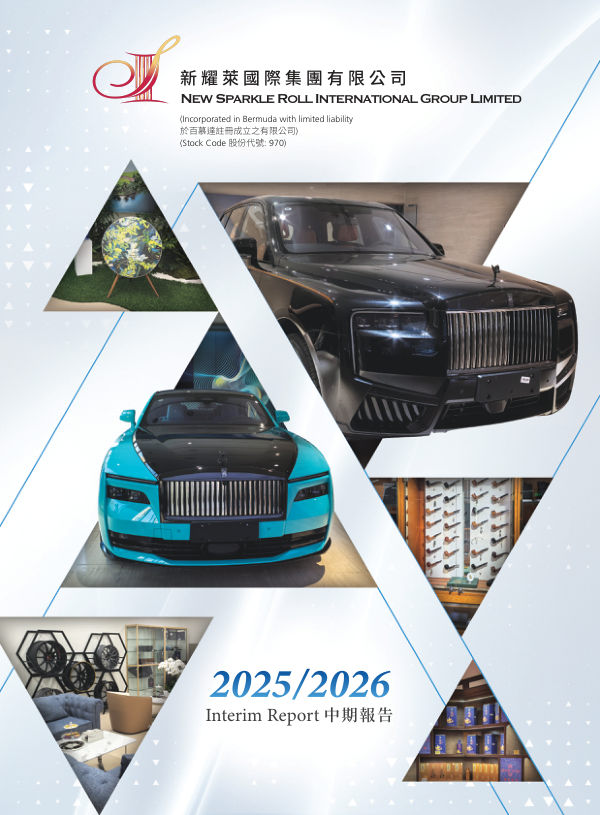 新耀萊國際集團有限公司
NEW SPARKLE ROLL INTERNATIONAL GROUP LIMITED
(Incorporated in Bermuda with limited liability
於百慕達註冊成立之有限公司)
(Stock Code 股份代號: 970)
2025/2026
Interim Report 中期報告